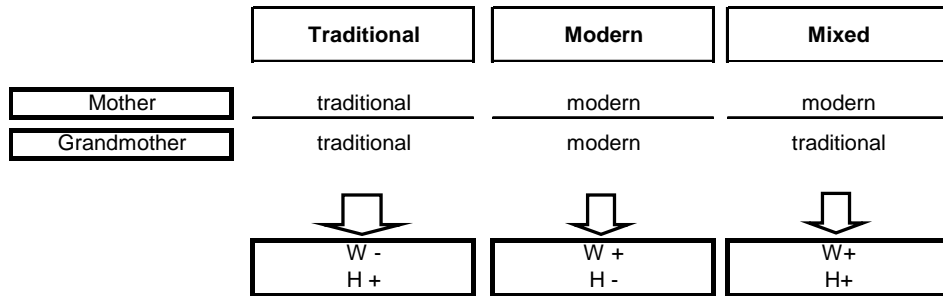 Traditional Modern Mixed
Mother traditional modern modern
Grandmother traditional modern traditional
W - W + W+
H + H - H+